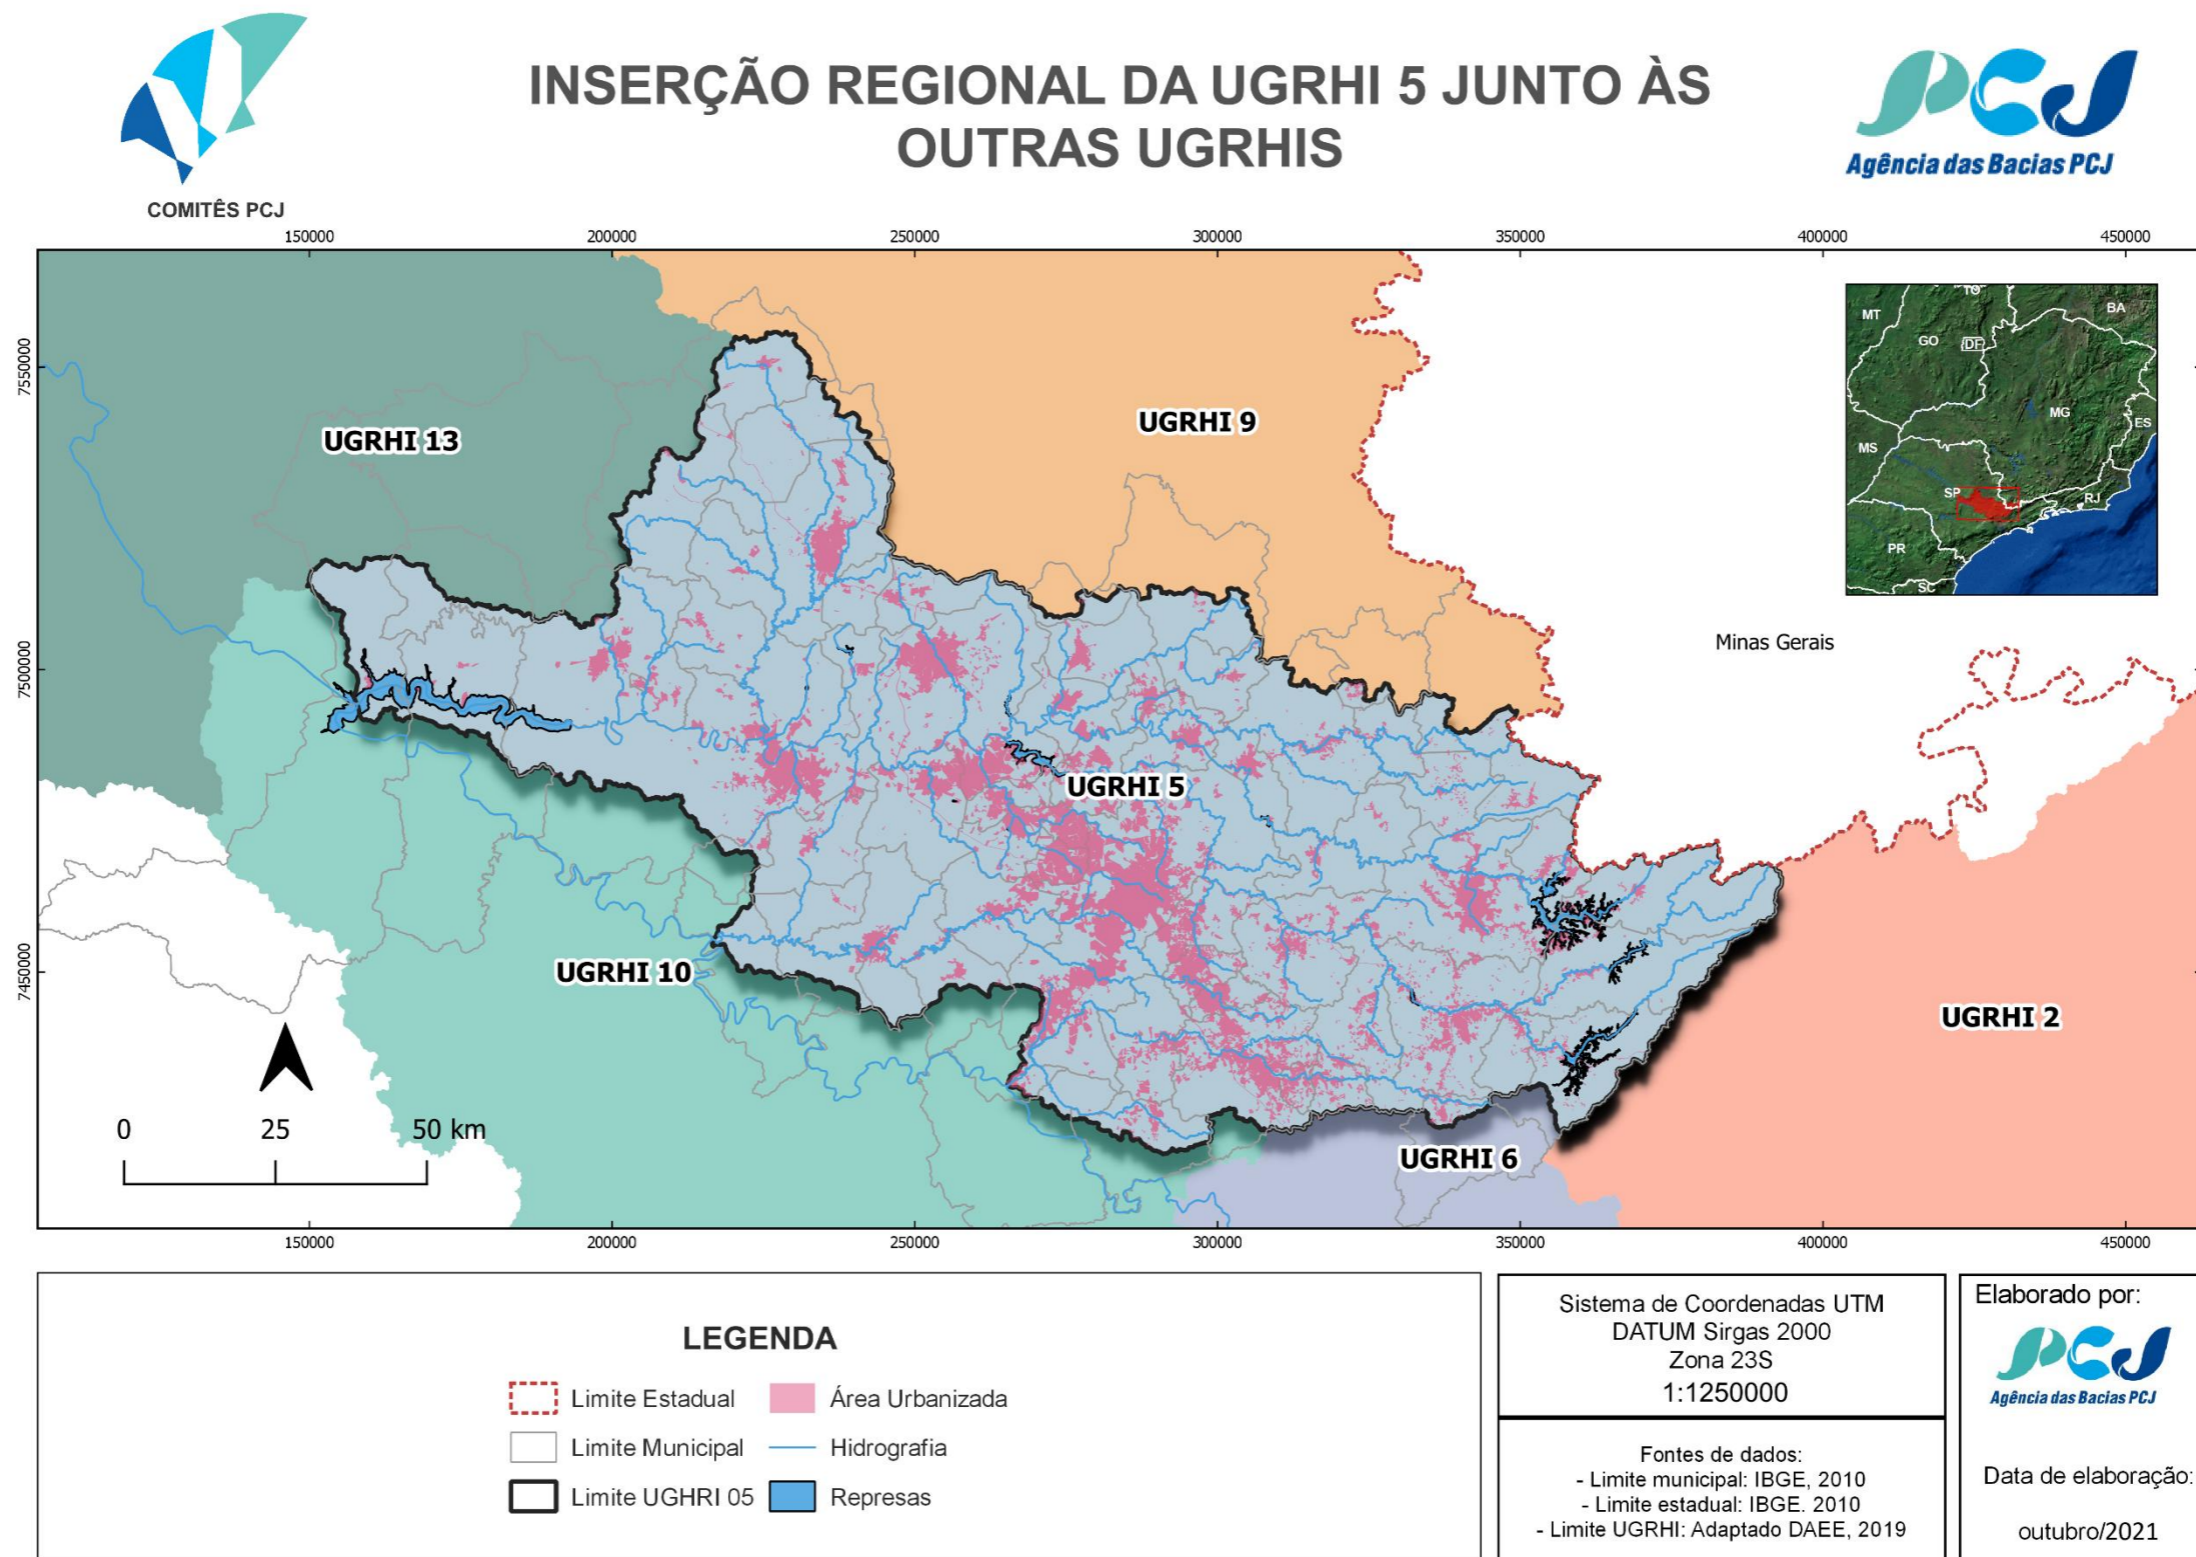 INSERÇÃO REGIONAL DA UGRHI 5 JUNTO ÀS
OUTRAS UGRHIS
COMITÊS PCJ
PCJ
Agência das Bacias PCJ
150000
200000
250000
300000
350000
400000
450000
7550000
7500000
7450000
UGRHI 13
UGRHI 9
UGRHI 5
UGRHI 10
UGRHI 6
UGRHI 2
Minas Gerais
TO
BA
MT
GO
DF
MG
ES
MS
SP
RJ
PR
SC
0 25 50 km
150000
200000
250000
300000
350000
400000
450000
LEGENDA
Limite Estadual
Área Urbanizada
Limite Municipal
Hidrografia
Limite UGHRI 05
Represas
Sistema de Coordenadas UTM
DATUM Sirgas 2000
Zona 23S
1:1250000
Fontes de dados:
- Limite municipal: IBGE, 2010
- Limite estadual: IBGE. 2010
- Limite UGRHI: Adaptado DAEE, 2019
Elaborado por:
PCJ
Agência das Bacias PCJ
Data de elaboração:
outubro/2021